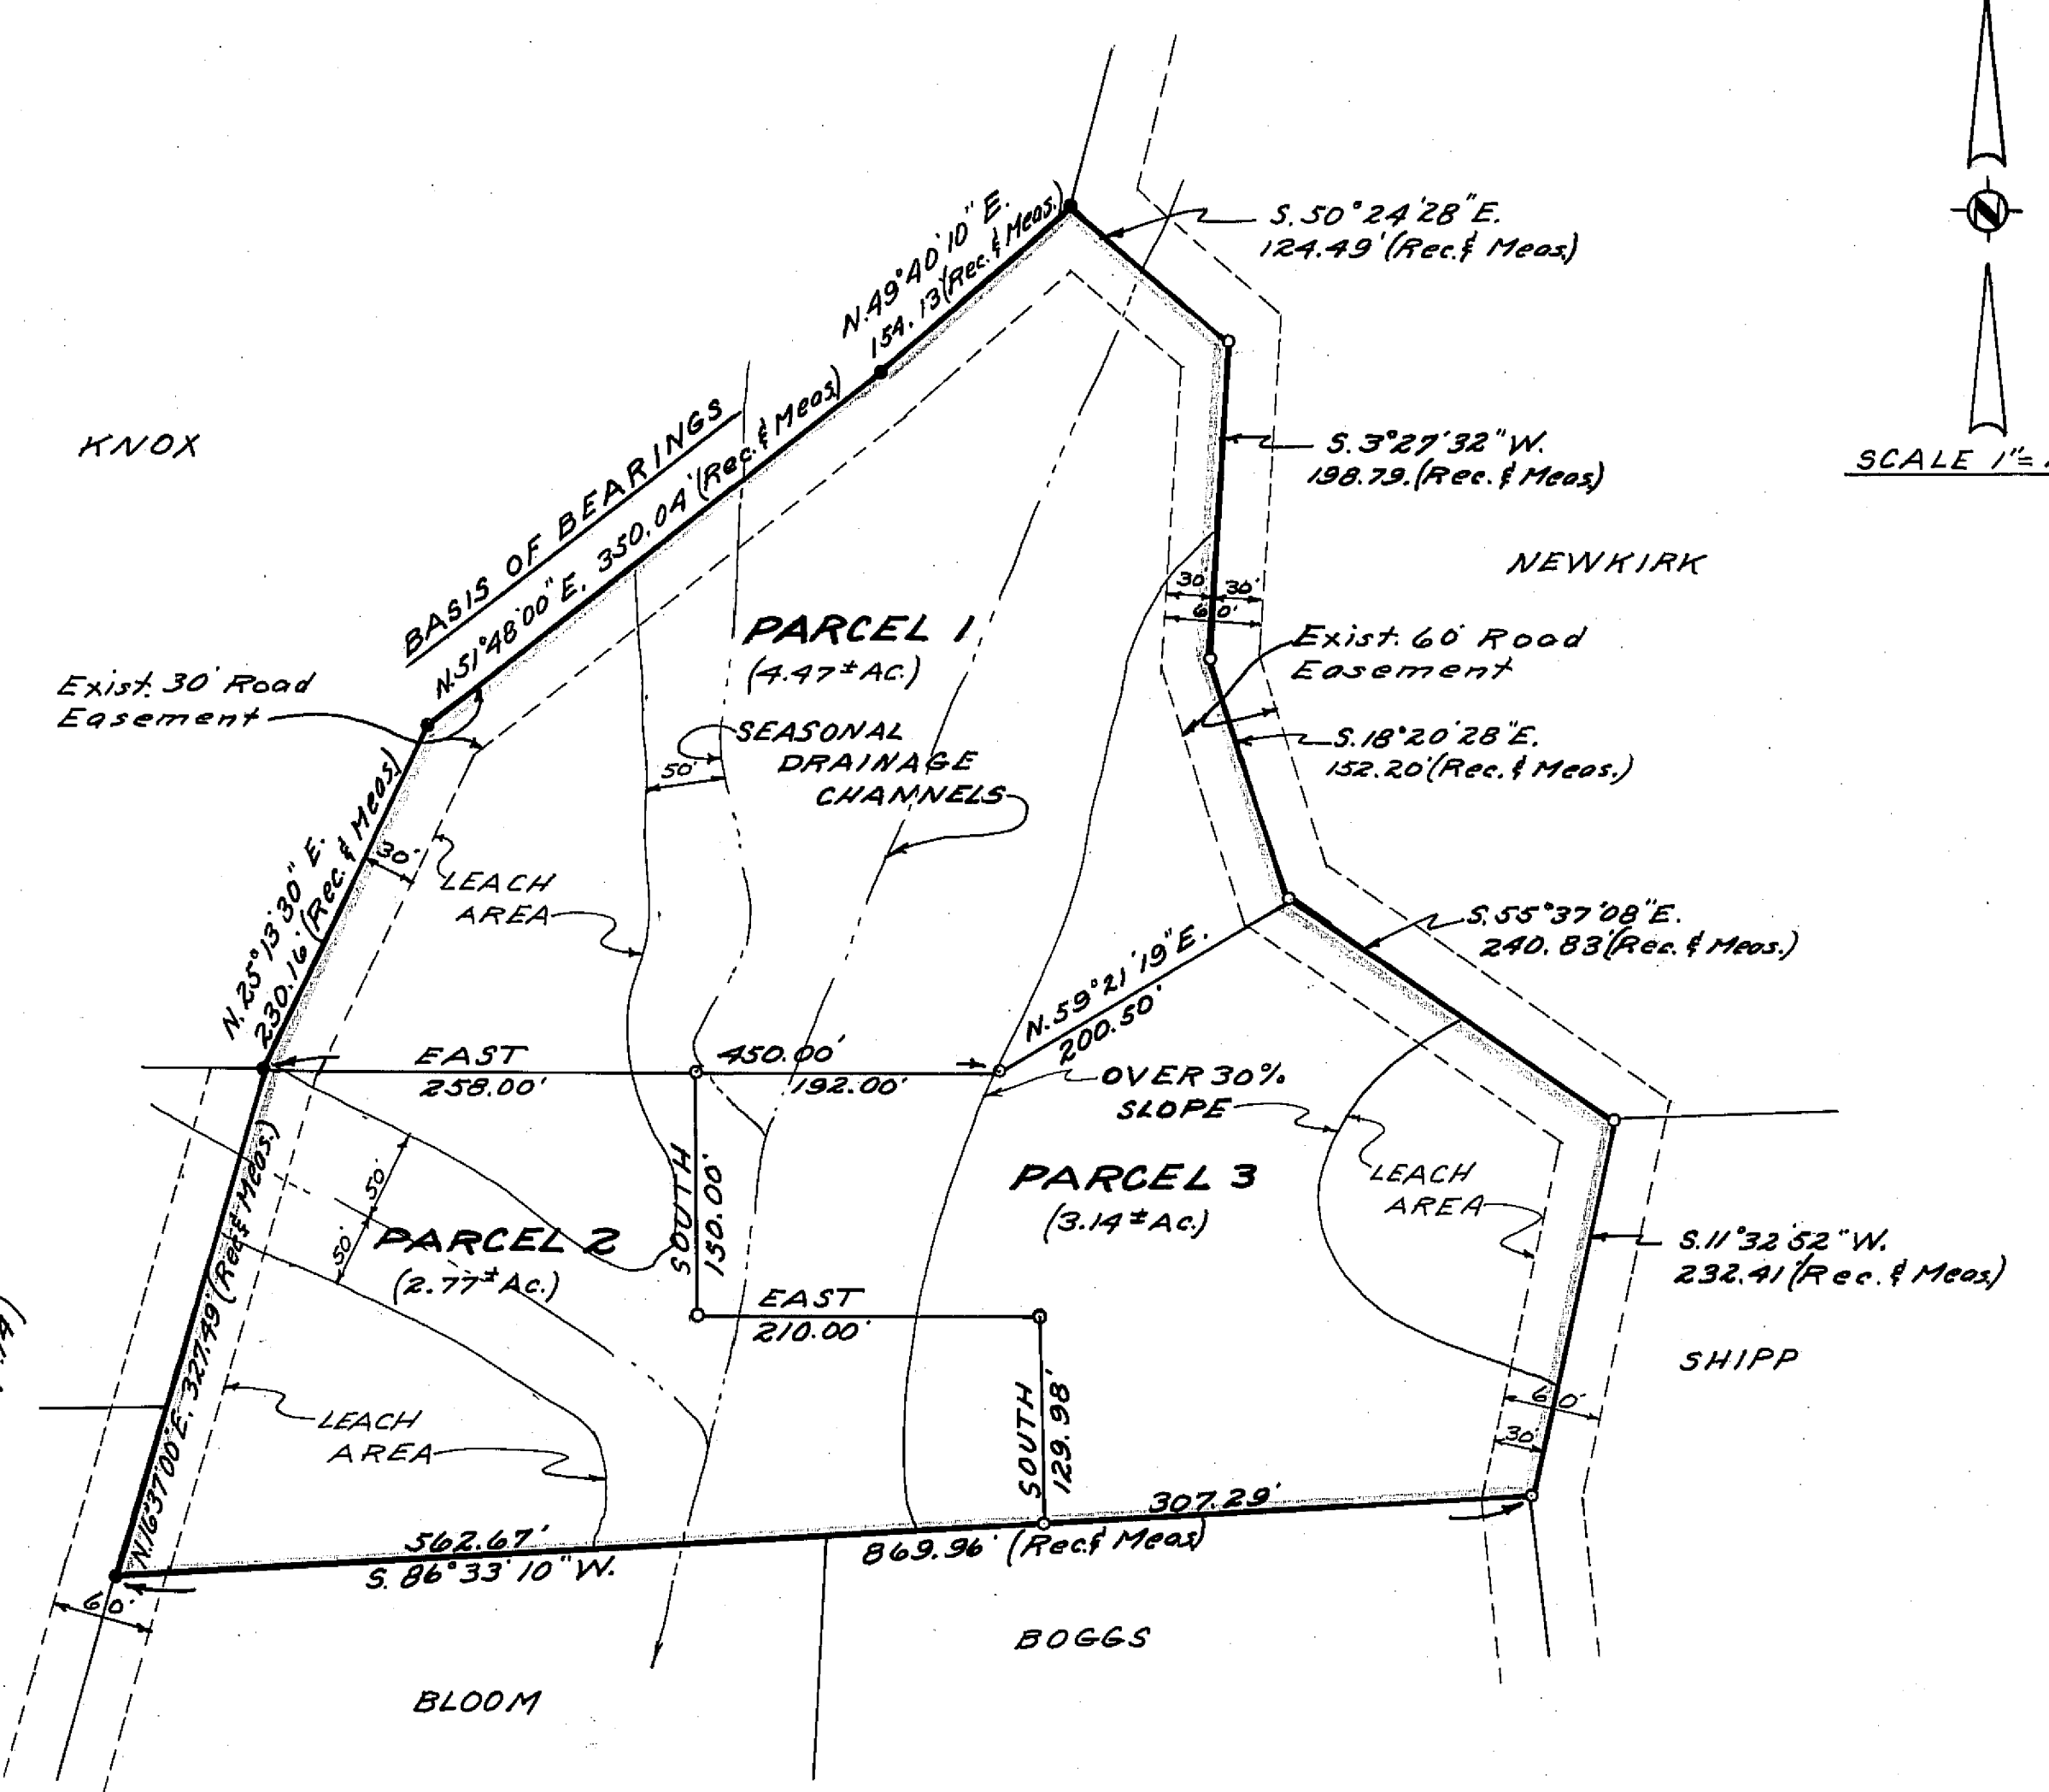 N.49°40'10"E.
154.13'(Rec.&Meas.)
S.50°24'28"E.
124.49'(Rec.& Meas.)
KNOX
BASIS OF BEARINGS
N.51°48'00"E. 350.04'(Rec.& Meas.)
S.3°27'32"W.
198.79.(Rec.& Meas.)
N
SCALE 1"=
NEWKIRK
30'
30'
60'
PARCEL 1
(4.47±AC.)
Exist. 60' Road
Easement
Exist. 30' Road
Easement
SEASONAL
DRAINAGE
CHANNELS
50'
S.18°20'28"E.
152.20'(Rec. & Meas.)
N.25°13'30"E.
230.16'(Rec. & Meas.)
30'
LEACH
AREA
S.55°37'08"E.
240.83'(Rec. & Meas.)
N.59°21'19"E.
200.50'
EAST
450.00'
258.00'
192.00'
OVER 30%
SLOPE
SOUTH
150.00'
PARCEL 3
(3.14±Ac.)
LEACH
AREA
50'
50'
PARCEL 2
(2.77±Ac.)
S.11°32'52"W.
232.41'(Rec. & Meas.)
EAST
210.00'
N.16°37'00"E. 327.49'(Rec.& Meas.)
SHIPP
60'
30'
LEACH
AREA
SOUTH
129.98'
307.29'
562.67'
S. 86°33'10"W.
869.96' (Rec.& Meas)
60'
BOGGS
BLOOM